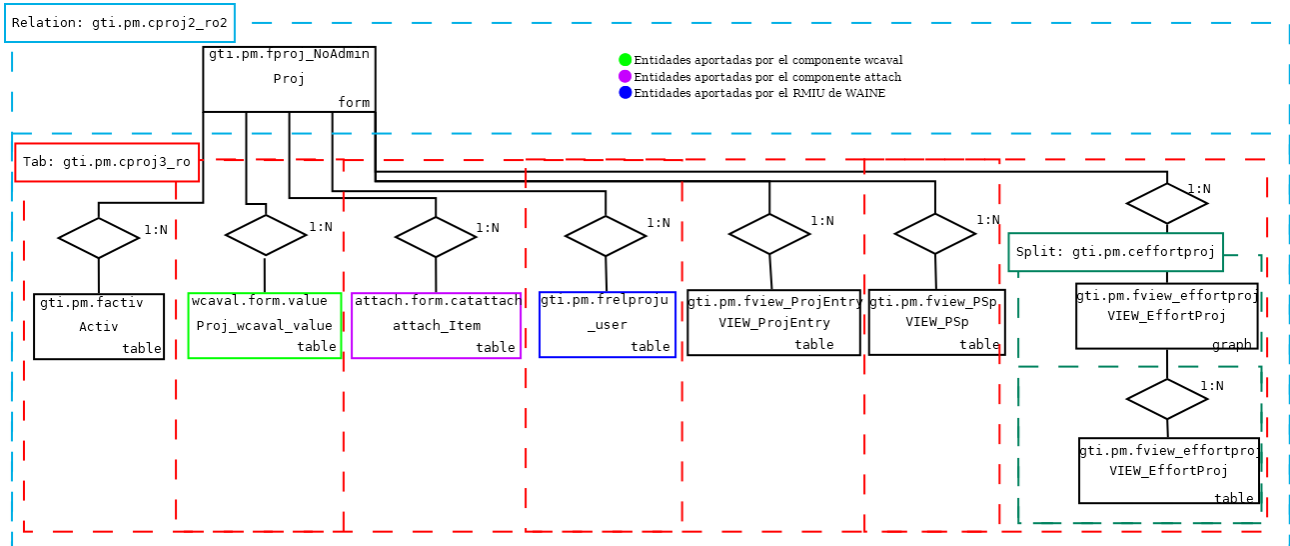 Relation: gti.pm.cproj2_ro2
gti.pm.fproj_NoAdmin
Proj
form
Entidades aportadas por el componente wcaval
Entidades aportadas por el componente attach
Entidades aportadas por el RMIU de WAINE
Tab: gti.pm.cproj3_ro
1:N
1:N
1:N
1:N
1:N
1:N
1:N
Split: gti.pm.ceffortproj
gti.pm.factiv
Activ
table
wcaval.form.value
Proj_wcaval_value
table
attach.form.catattach
attach_Item
table
gti.pm.frelproju
_user
table
gti.pm.fview_ProjEntry
VIEW_ProjEntry
table
gti.pm.fview_PSp
VIEW_PSp
table
gti.pm.fview_effortproj
VIEW_EffortProj
graph
1:N
gti.pm.fview_effortproj
VIEW_EffortProj
table